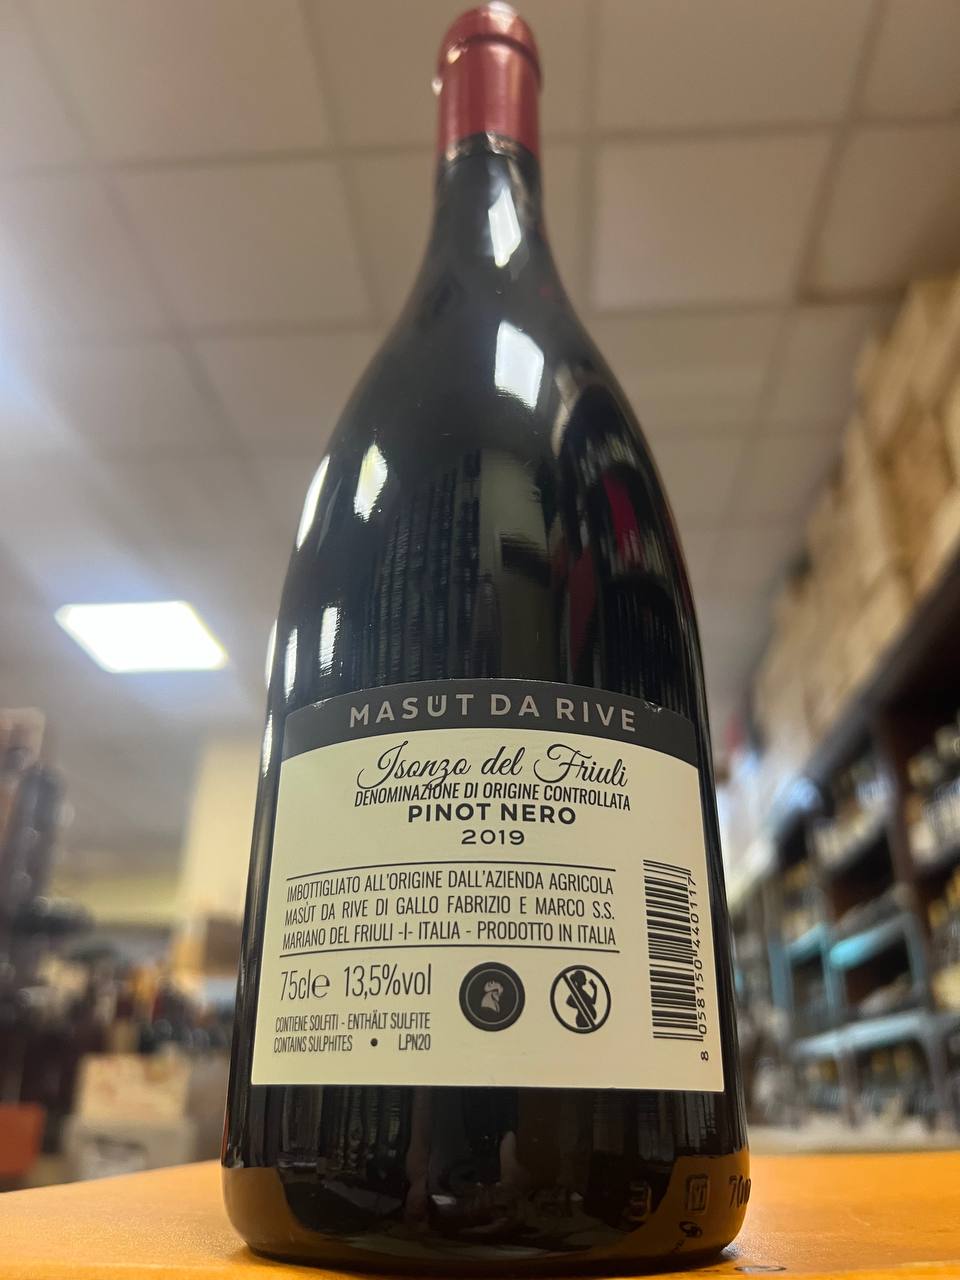 MASÙT DA RIVE
Isonzo del Friuli
DENOMINAZIONE DI ORIGINE CONTROLLATA
PINOT NERO
2019
IMBOTTIGLIATO ALL'ORIGINE DALL'AZIENDA AGRICOLA
MASÙT DA RIVE DI GALLO FABRIZIO E MARCO S.S.
MARIANO DEL FRIULI -I- ITALIA - PRODOTTO IN ITALIA
75cle 13,5%vol
CONTIENE SOLFITI - ENTHÄLT SULFITE
CONTAINS SULPHITES • LPN20
8 058150 440117
3